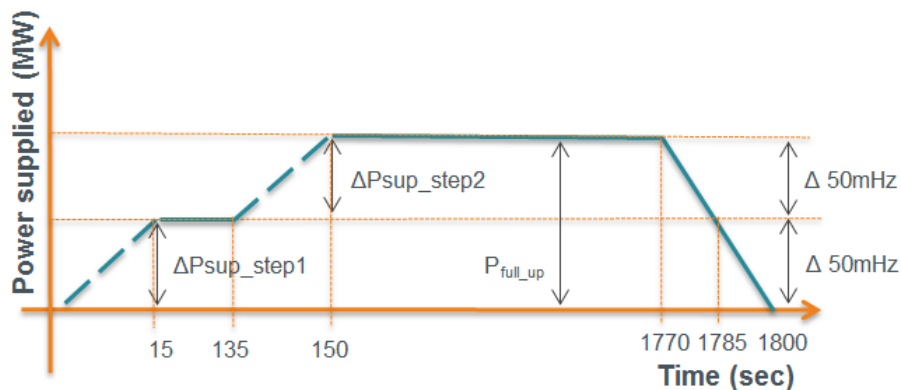 Power supplied (MW)
ΔPsup_step2
Δ 50mHz
ΔPsup_step1
Pfull_up
Δ 50mHz
15
135
150
1770
1785
1800
Time (sec)